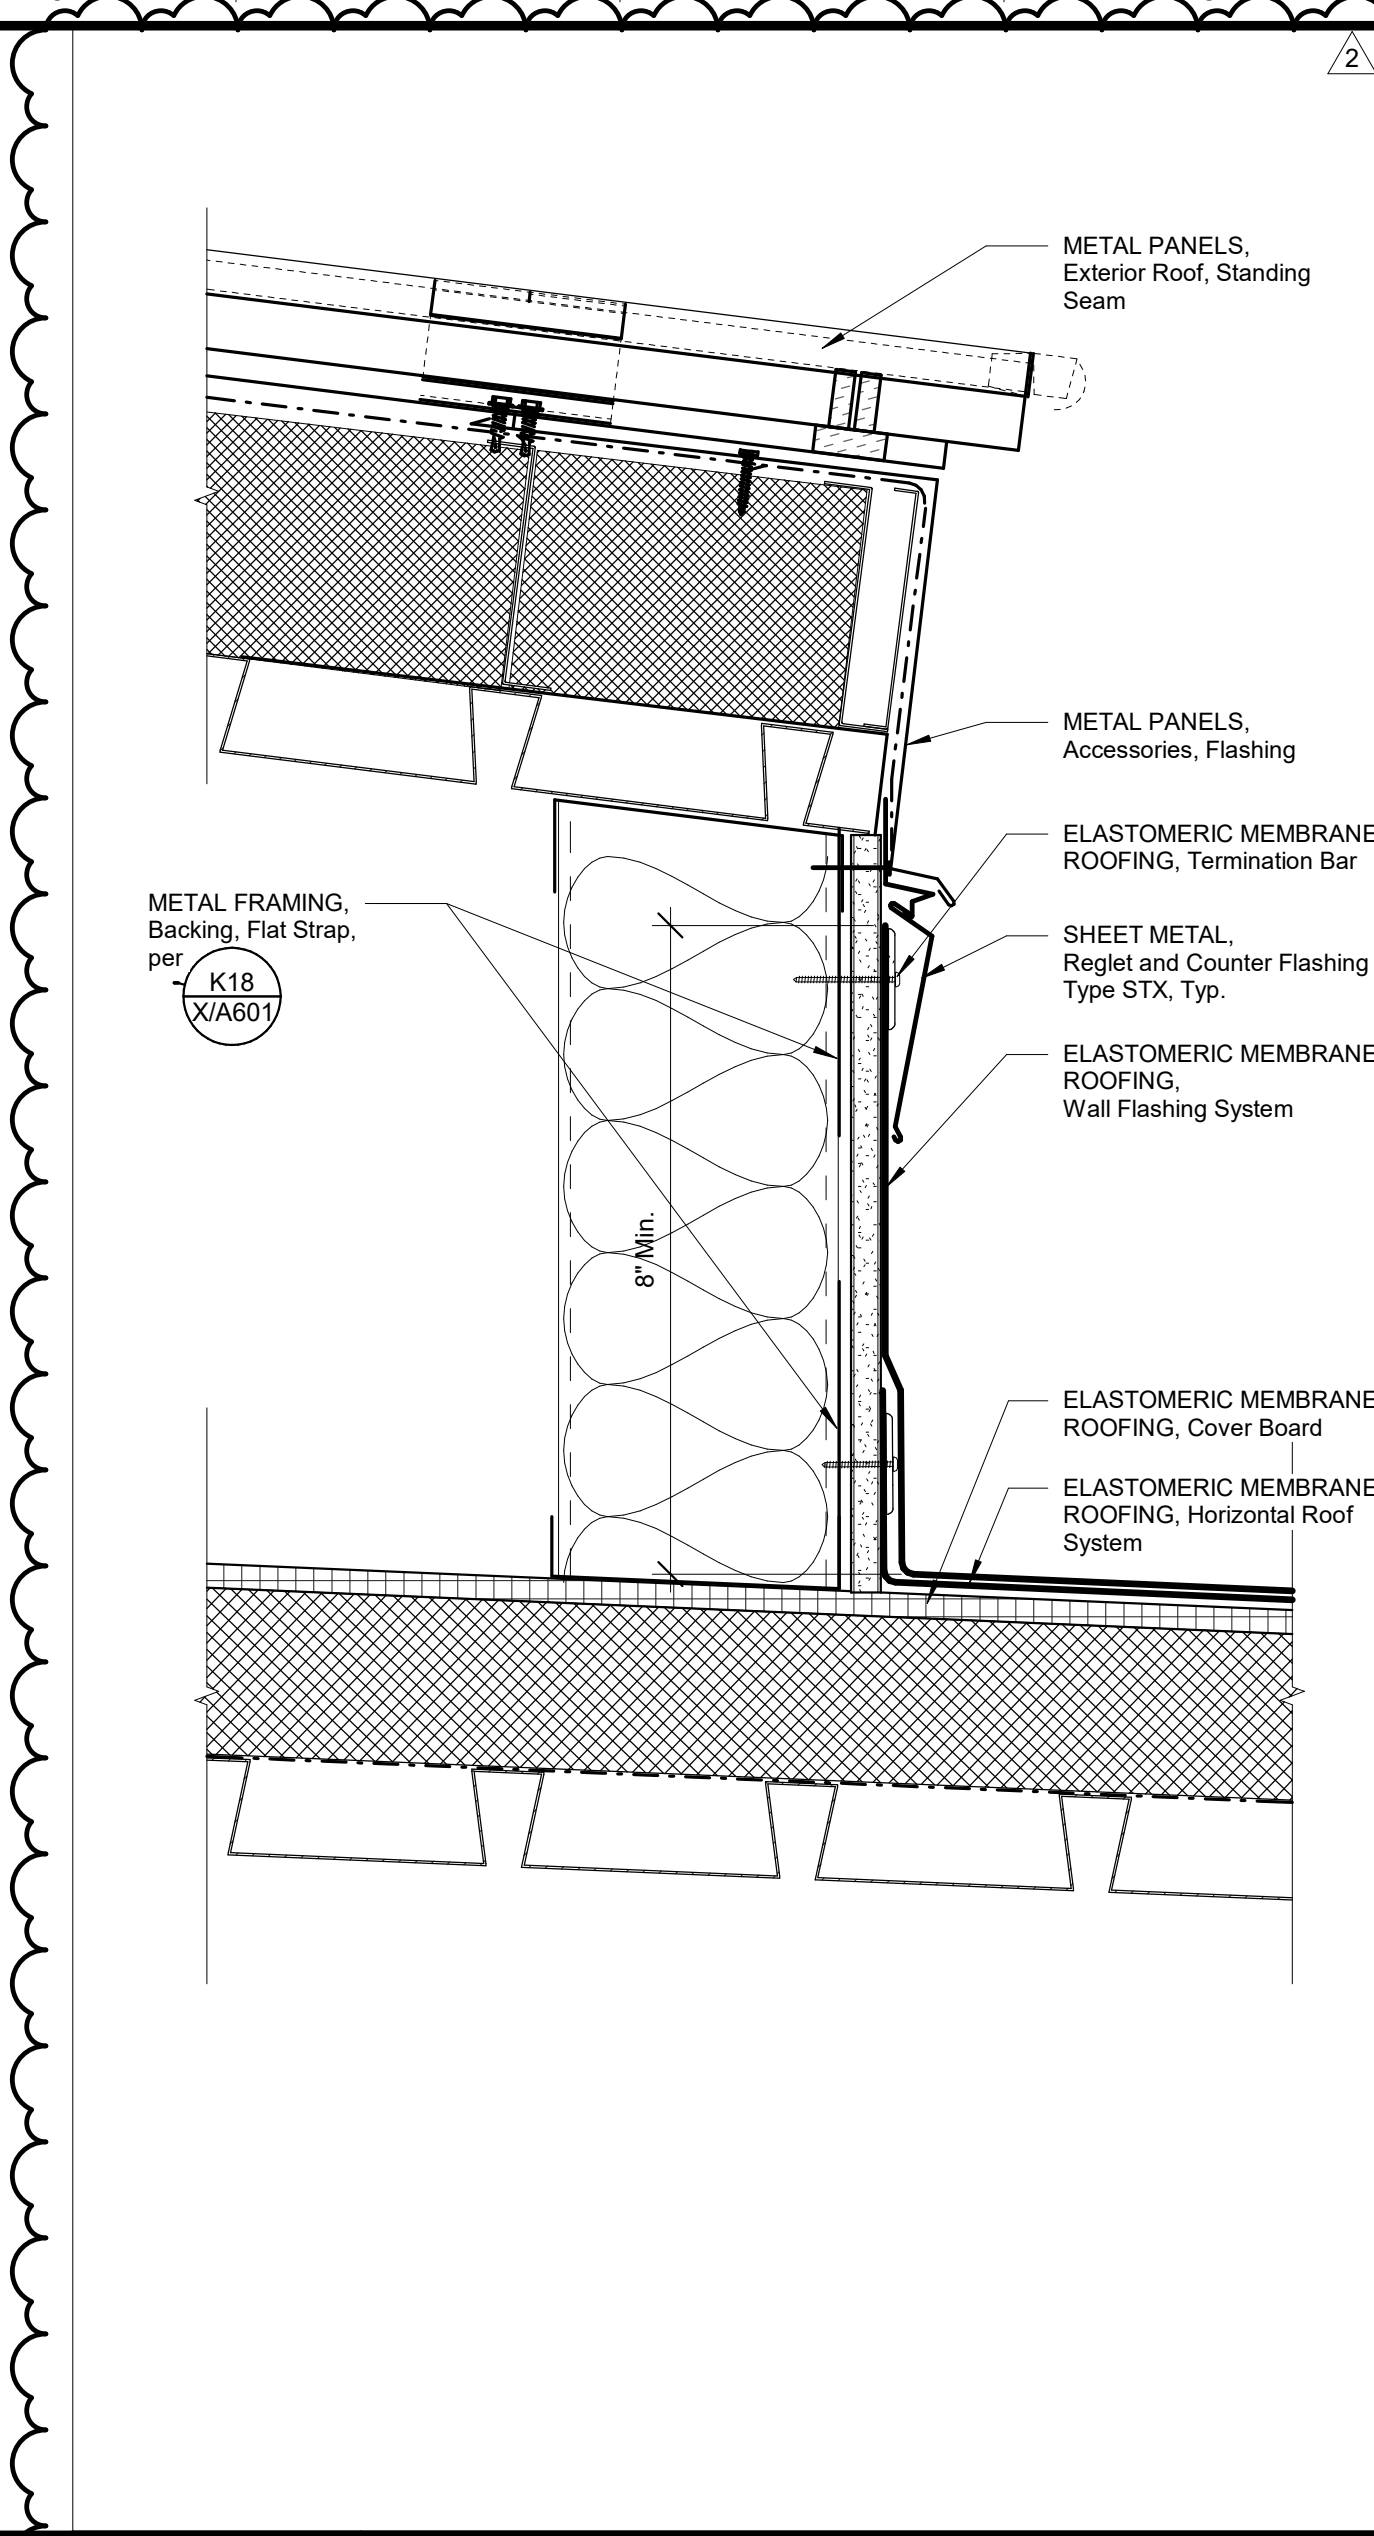 2
METAL PANELS,
Exterior Roof, Standing
Seam
METAL PANELS,
Accessories, Flashing
ELASTOMERIC MEMBRANE
ROOFING, Termination Bar
METAL FRAMING,
Backing, Flat Strap,
per
K18
X/A601
SHEET METAL,
Reglet and Counter Flashing
Type STX, Typ.
ELASTOMERIC MEMBRANE
ROOFING,
Wall Flashing System
8" Min.
ELASTOMERIC MEMBRANE
ROOFING, Cover Board
ELASTOMERIC MEMBRANE
ROOFING, Horizontal Roof
System